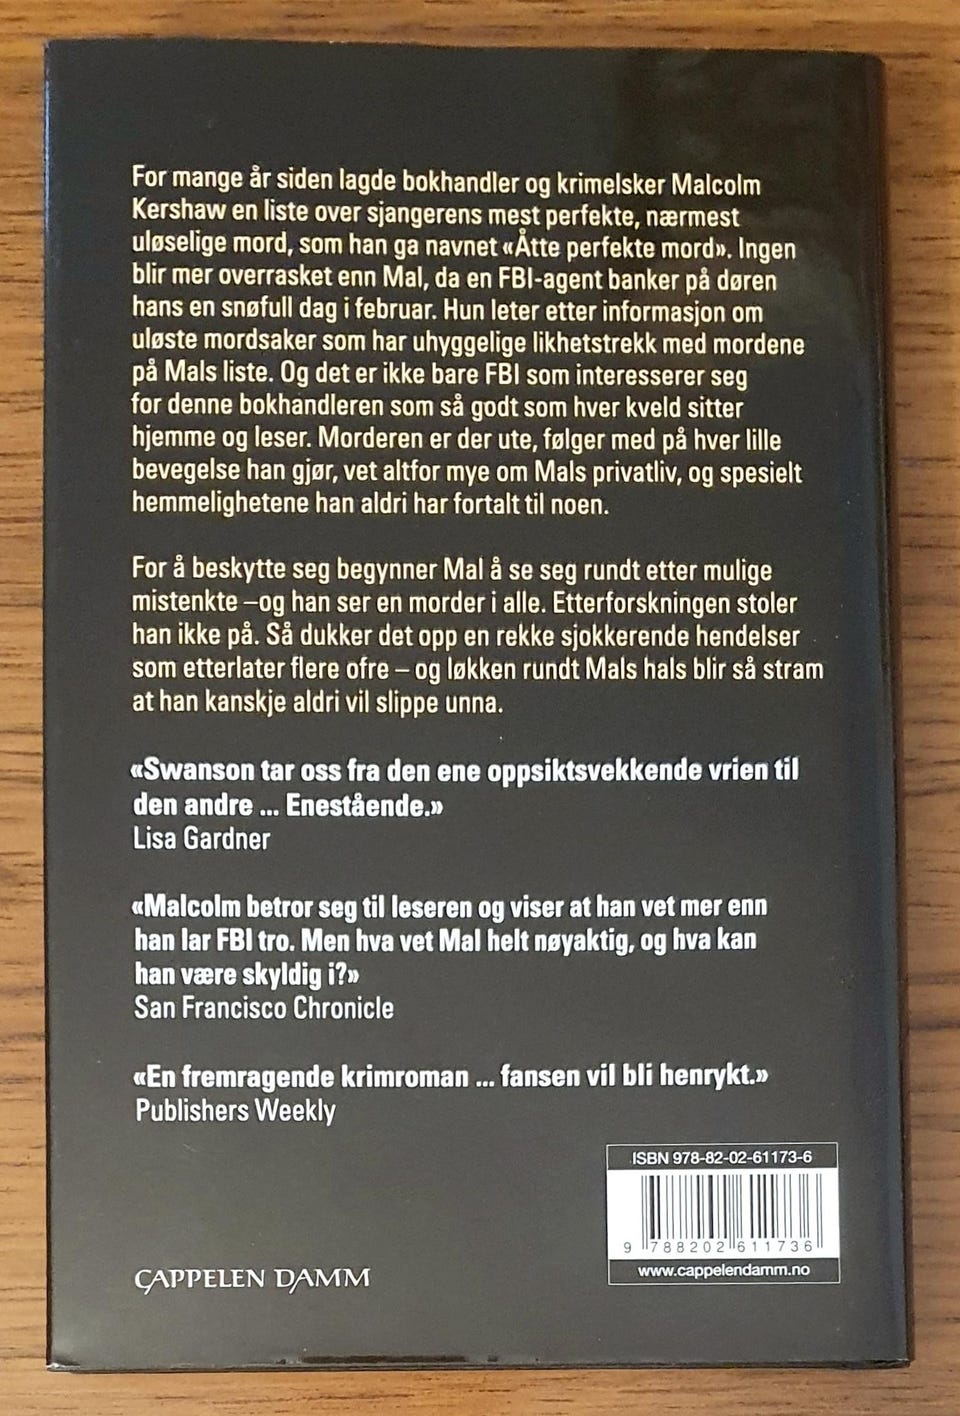 For mange år siden lagde bokhandler og krimelsker Malcolm
Kershaw en liste over sjangerens mest perfekte, nærmest
uløselige mord, som han ga navnet «Åtte perfekte mord». Ingen
blir mer overrasket enn Mal, da en FBI-agent banker på døren
hans en snøfull dag i februar. Hun leter etter informasjon om
uløste mordsaker som har uhyggelige likhetstrekk med mordene
på Mals liste. Og det er ikke bare FBI som interesserer seg
for denne bokhandleren som så godt som hver kveld sitter
hjemme og leser. Morderen er der ute, følger med på hver lille
bevegelse han gjør, vet altfor mye om Mals privatliv, og spesielt
hemmelighetene han aldri har fortalt til noen.
For å beskytte seg begynner Mal å se seg rundt etter mulige
mistenkte –og han ser en morder i alle. Etterforskningen stoler
han ikke på. Så dukker det opp en rekke sjokkerende hendelser
som etterlater flere ofre – og løkken rundt Mals hals blir så stram
at han kanskje aldri vil slippe unna.
«Swanson tar oss fra den ene oppsiktsvekkende vrien til
den andre ... Enestående.»
Lisa Gardner
«Malcolm betror seg til leseren og viser at han vet mer enn
han lar FBI tro. Men hva vet Mal helt nøyaktig, og hva kan
han være skyldig i?»
San Francisco Chronicle
«En fremragende krimroman ... fansen vil bli henrykt.»
Publishers Weekly
ISBN 978-82-02-61173-6
9 788202 611736
www.cappelendamm.no
CAPPELEN DAMM